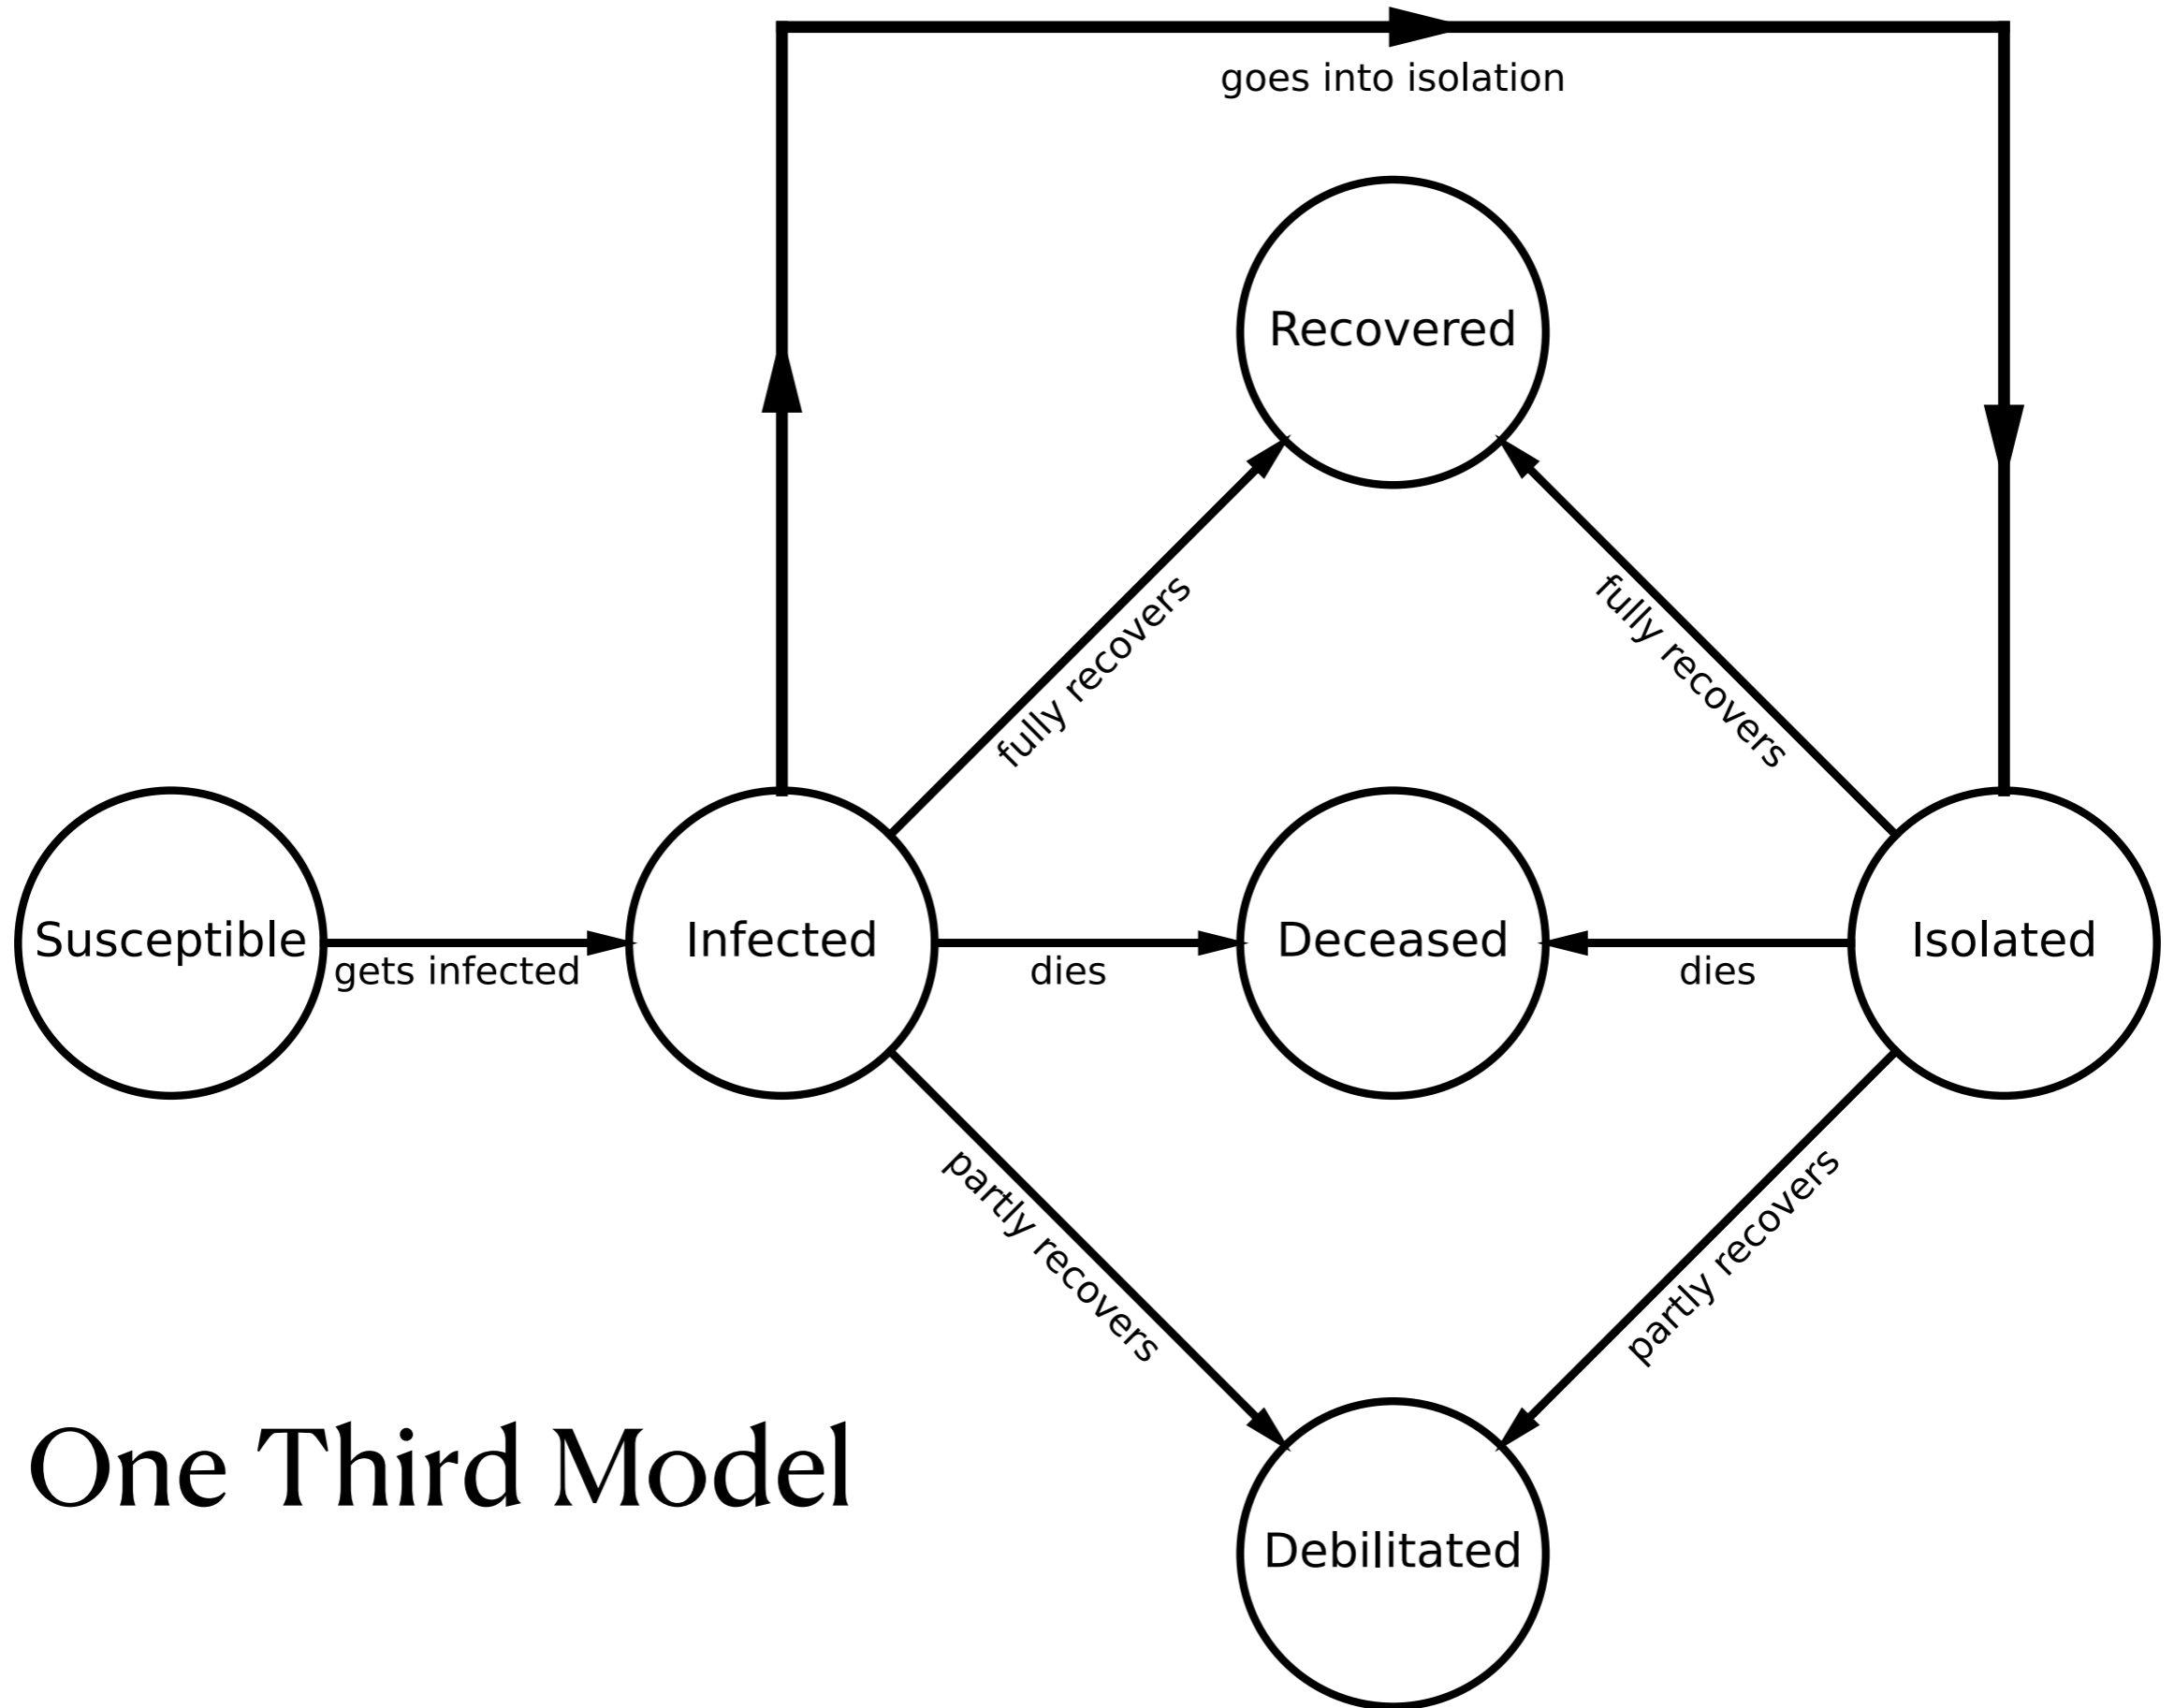 goes into isolation
Recovered
fully recovers
fully recovers
Susceptible
gets infected
Infected
dies
Deceased
dies
Isolated
partly recovers
partly recovers
One Third Model
Debilitated